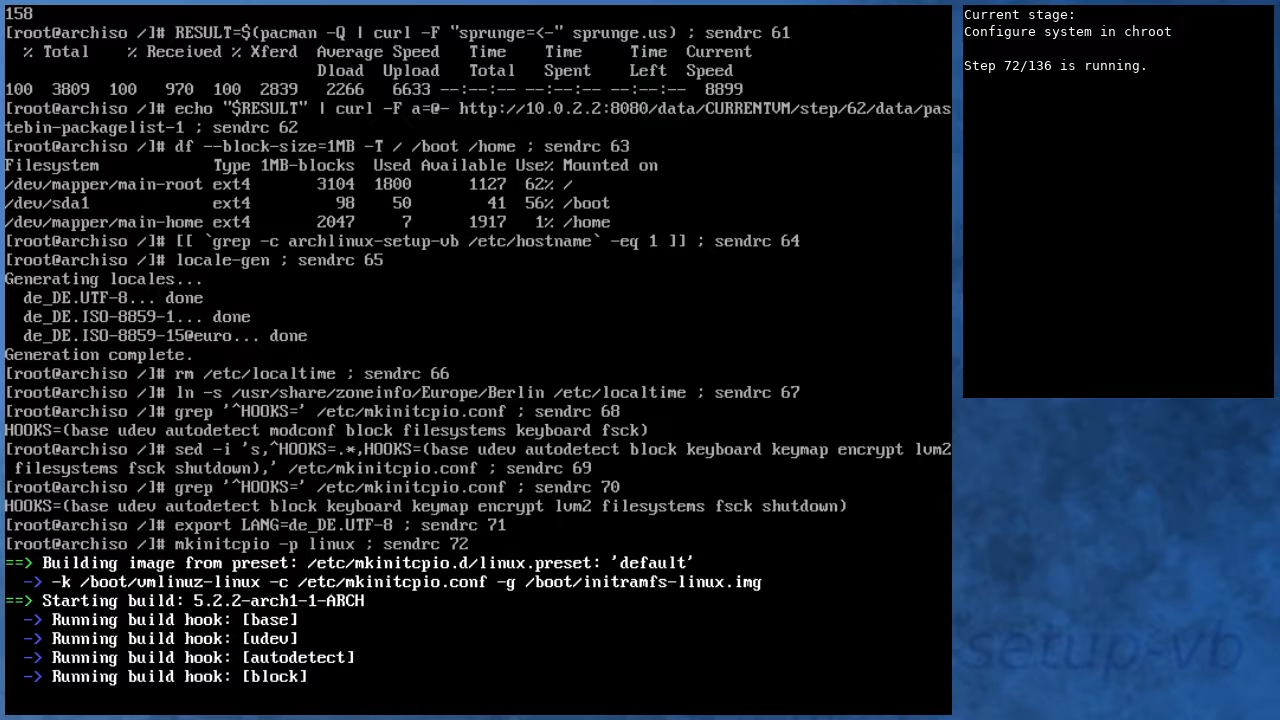 158
[root@archiso /]# RESULT=$(pacman -Q | curl -F "sprunge=<-" sprunge.us) ; sendrc 61
  % Total    % Received % Xferd  Average Speed   Time    Time     Time  Current
                                 Dload  Upload   Total   Spent    Left  Speed
100  3809  100   970  100  2839   2266   6633 --:--:-- --:--:-- --:--:--  8899
[root@archiso /]# echo "$RESULT" | curl -F a=@- http://10.0.2.2:8080/data/CURRENTVM/step/62/data/pas
tebin-packagelist-1 ; sendrc 62
[root@archiso /]# df --block-size=1MB -T / /boot /home ; sendrc 63
Filesystem            Type 1MB-blocks  Used Available Use% Mounted on
/dev/mapper/main-root ext4       3104  1800      1127  62% /
/dev/sda1             ext4         98    50        41  56% /boot
/dev/mapper/main-home ext4       2047     7      1917   1% /home
[root@archiso /]# [[ `grep -c archlinux-setup-vb /etc/hostname` -eq 1 ]] ; sendrc 64
[root@archiso /]# locale-gen ; sendrc 65
Generating locales...
  de_DE.UTF-8... done
  de_DE.ISO-8859-1... done
  de_DE.ISO-8859-15@euro... done
Generation complete.
[root@archiso /]# rm /etc/localtime ; sendrc 66
[root@archiso /]# ln -s /usr/share/zoneinfo/Europe/Berlin /etc/localtime ; sendrc 67
[root@archiso /]# grep '^HOOKS=' /etc/mkinitcpio.conf ; sendrc 68
HOOKS=(base udev autodetect modconf block filesystems keyboard fsck)
[root@archiso /]# sed -i 's,^HOOKS=.*,HOOKS=(base udev autodetect block keyboard keymap encrypt lvm2
 filesystems fsck shutdown),' /etc/mkinitcpio.conf ; sendrc 69
[root@archiso /]# grep '^HOOKS=' /etc/mkinitcpio.conf ; sendrc 70
HOOKS=(base udev autodetect block keyboard keymap encrypt lvm2 filesystems fsck shutdown)
[root@archiso /]# export LANG=de_DE.UTF-8 ; sendrc 71
[root@archiso /]# mkinitcpio -p linux ; sendrc 72
==> Building image from preset: /etc/mkinitcpio.d/linux.preset: 'default'
  -> -k /boot/vmlinuz-linux -c /etc/mkinitcpio.conf -g /boot/initramfs-linux.img
==> Starting build: 5.2.2-arch1-1-ARCH
  -> Running build hook: [base]
  -> Running build hook: [udev]
  -> Running build hook: [autodetect]
  -> Running build hook: [block]
Current stage:
Configure system in chroot
Step 72/136 is running.
setup-vb